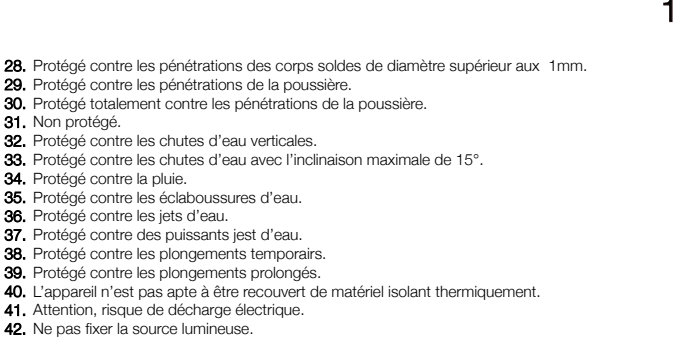 1
28. Protégé contre les pénétrations des corps soldes de diamètre supérieur aux 1mm.
29. Protégé contre les pénétrations de la poussière.
30. Protégé totalement contre les pénétrations de la poussière.
31. Non protégé.
32. Protégé contre les chutes d'eau verticales.
33. Protégé contre les chutes d'eau avec l'inclinaison maximale de 15°.
34. Protégé contre la pluie.
35. Protégé contre les éclaboussures d'eau.
36. Protégé contre les jets d'eau.
37. Protégé contre des puissants jest d'eau.
38. Protégé contre les plongements temporairs.
39. Protégé contre les plongements prolongés.
40. L'appareil n'est pas apte à être recouvert de matériel isolant thermiquement.
41. Attention, risque de décharge électrique.
42. Ne pas fixer la source lumineuse.